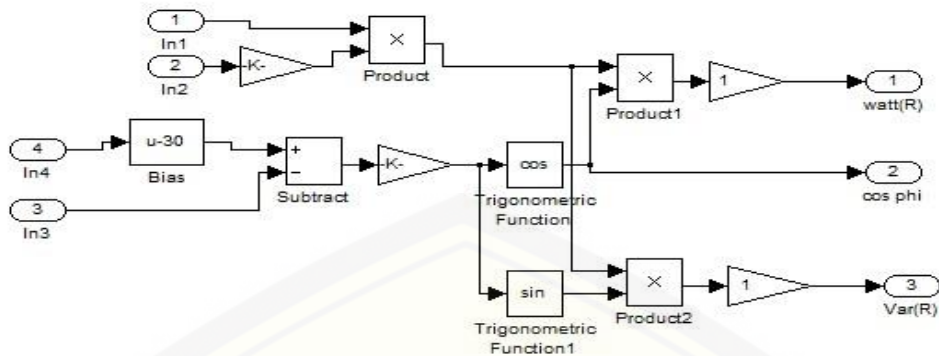 1
In1
2
In2
-K-
×
Product
×
Product1
1
1
watt(R)
4
In4
u-30
Bias
+
−
Subtract
-K-
cos
Trigonometric
Function
2
cos phi
3
In3
sin
Trigonometric
Function1
×
Product2
1
3
Var(R)